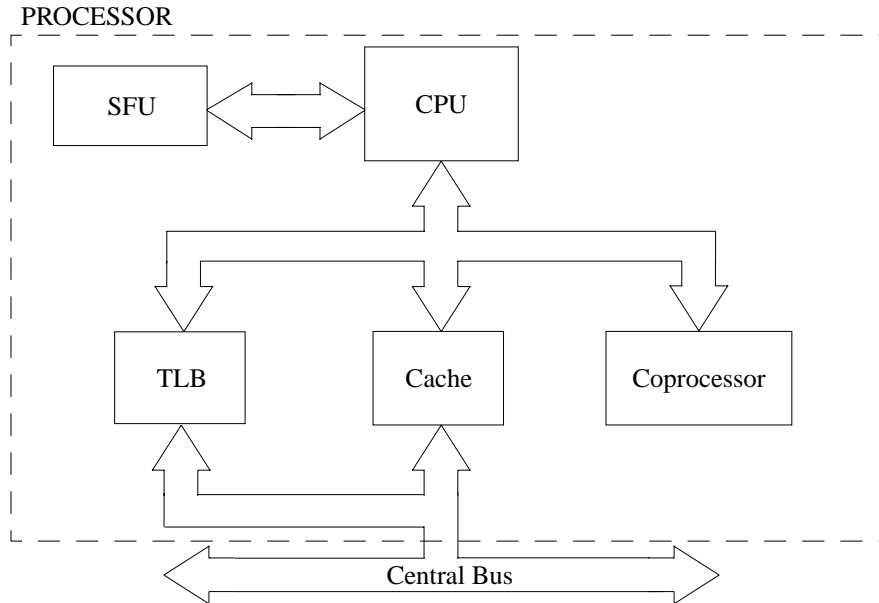 PROCESSOR
SFU
CPU
TLB
Cache
Coprocessor
Central Bus